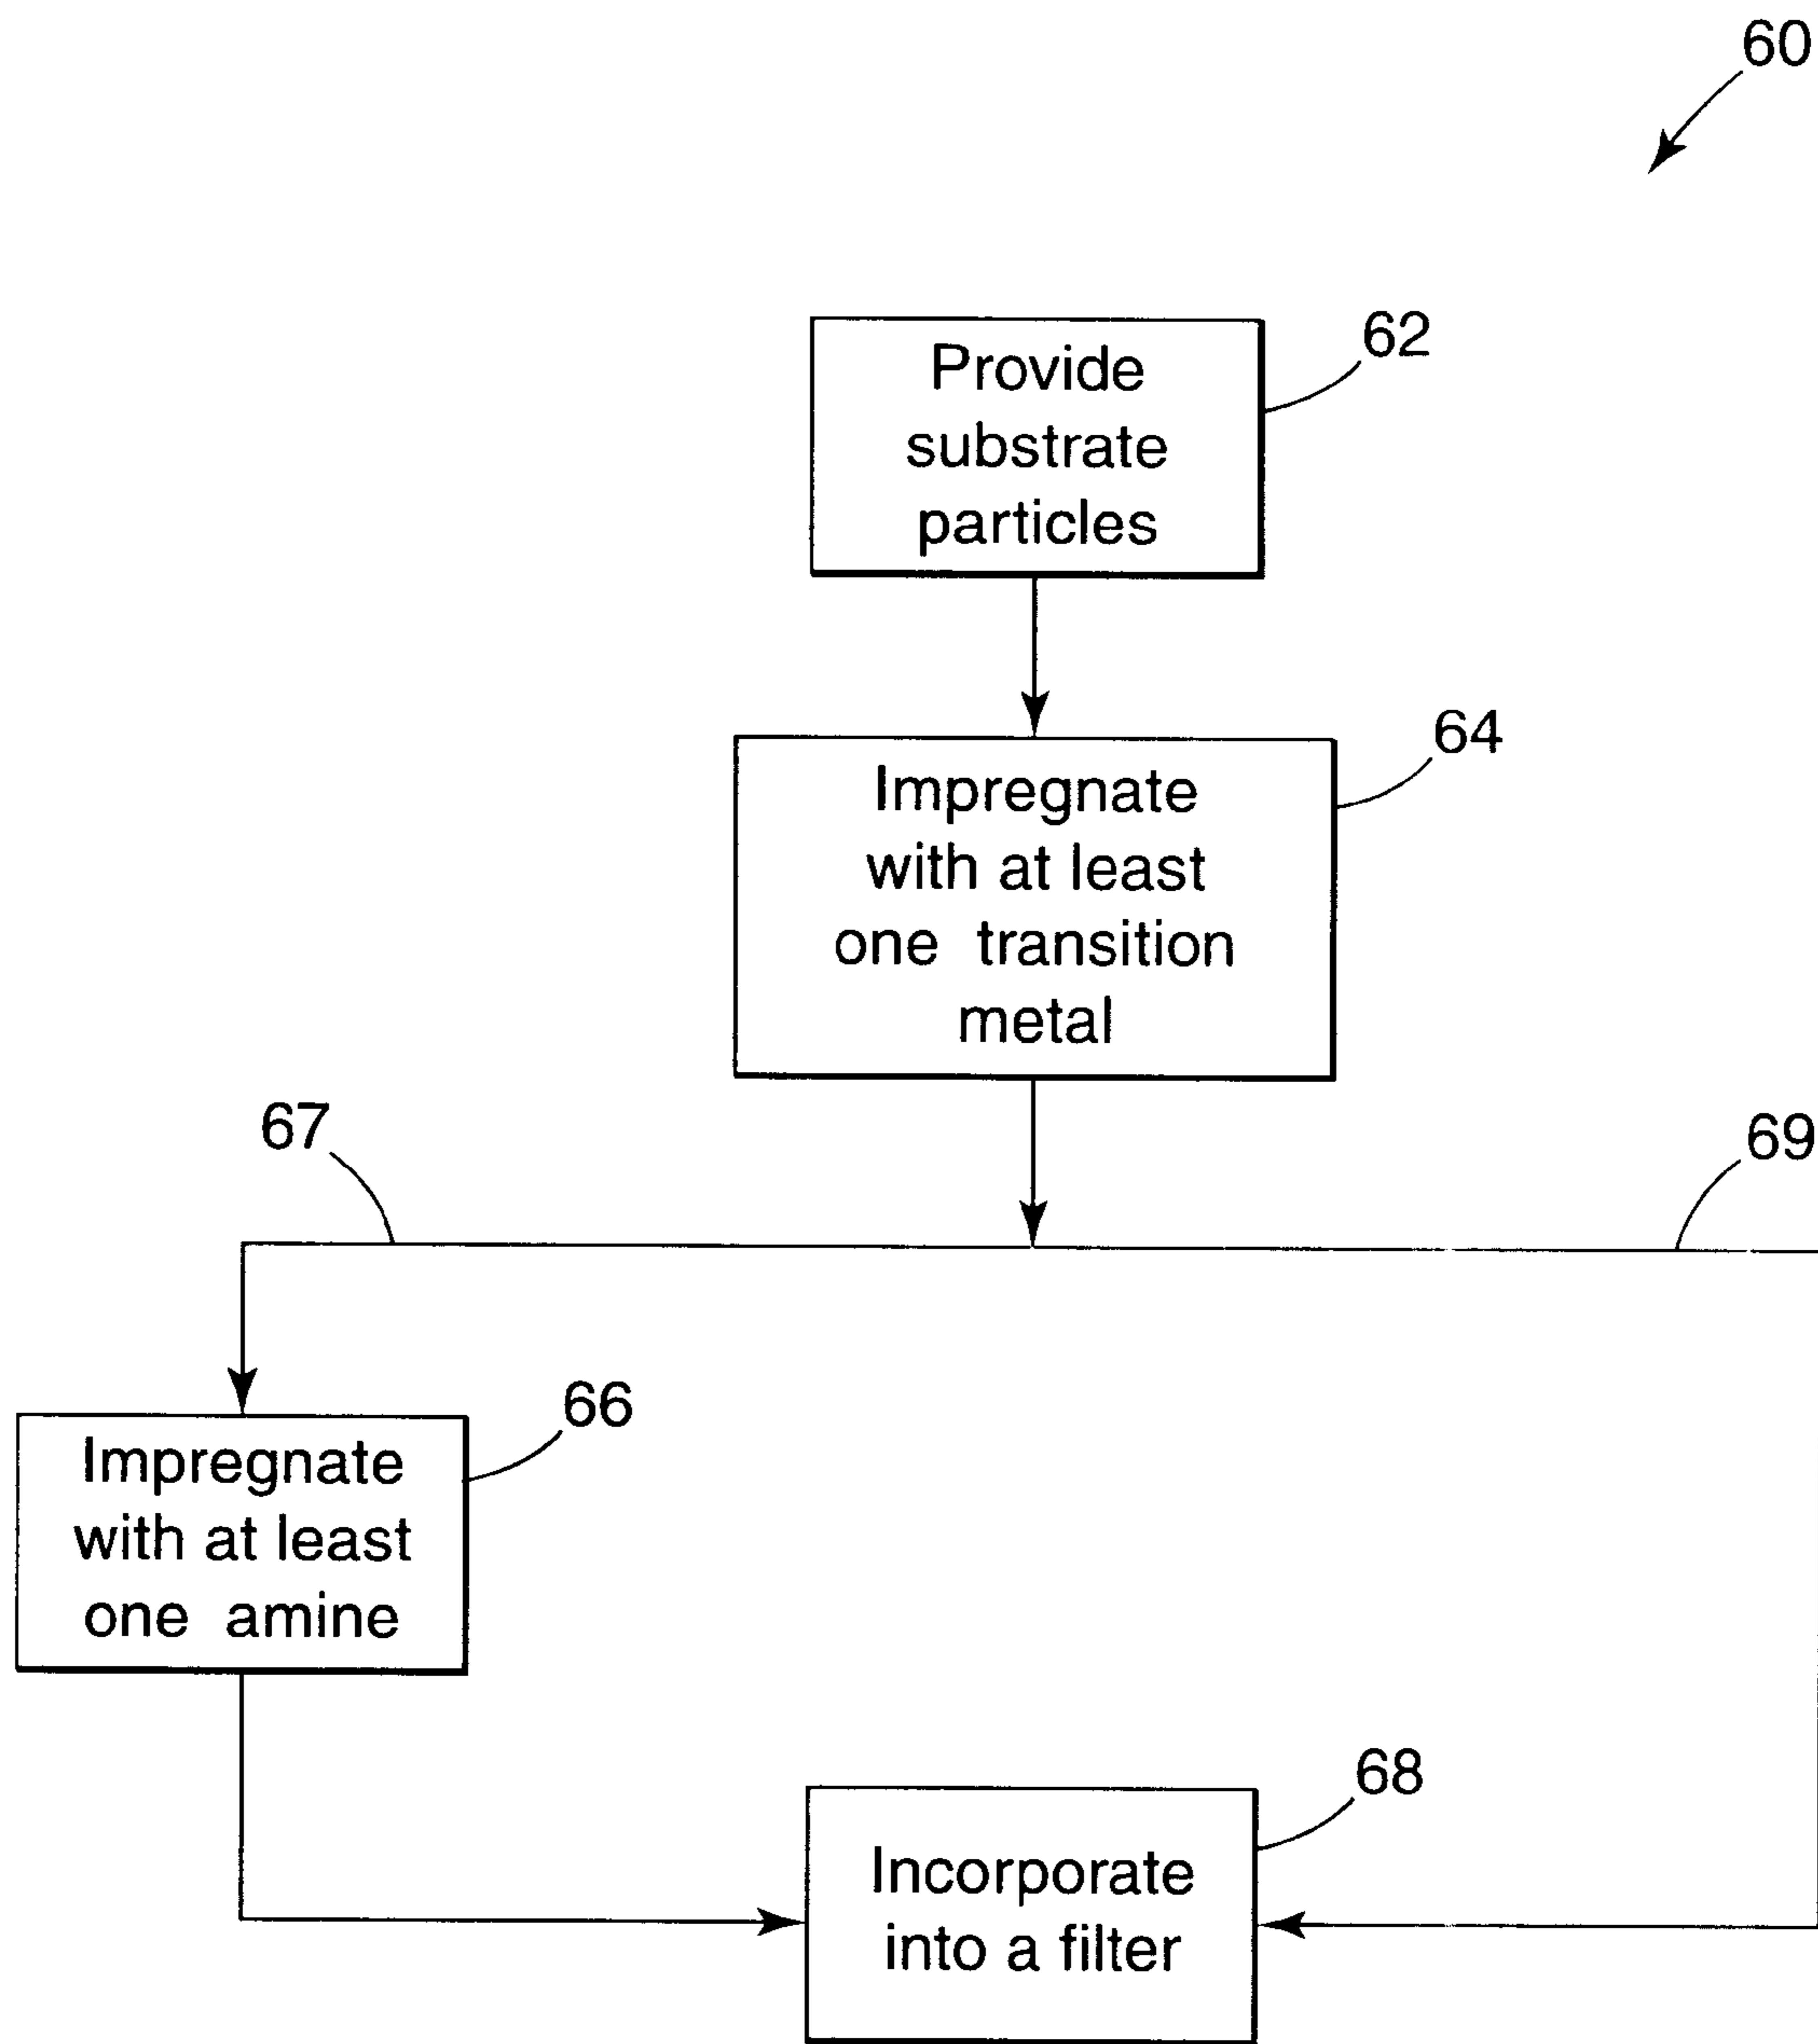 60
62
Provide
substrate
particles
64
Impregnate
with at least
one transition
metal
67
69
66
Impregnate
with at least
one amine
68
Incorporate
into a filter